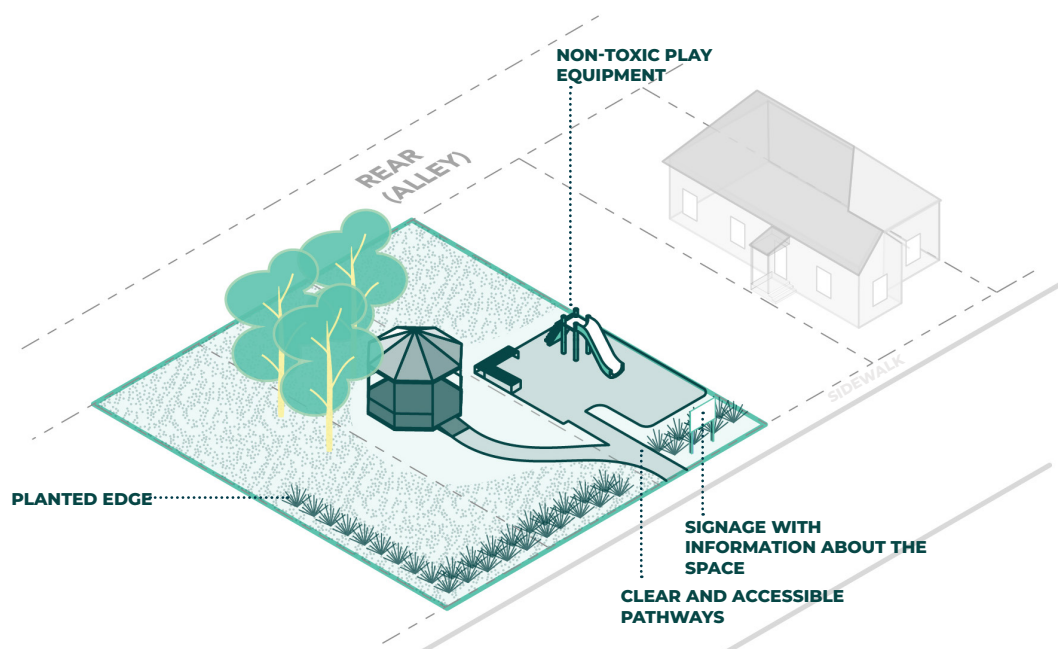 NON-TOXIC PLAY
EQUIPMENT
REAR
(ALLEY)
SIDEWALK
PLANTED EDGE
SIGNAGE WITH
INFORMATION ABOUT THE
SPACE
CLEAR AND ACCESSIBLE
PATHWAYS